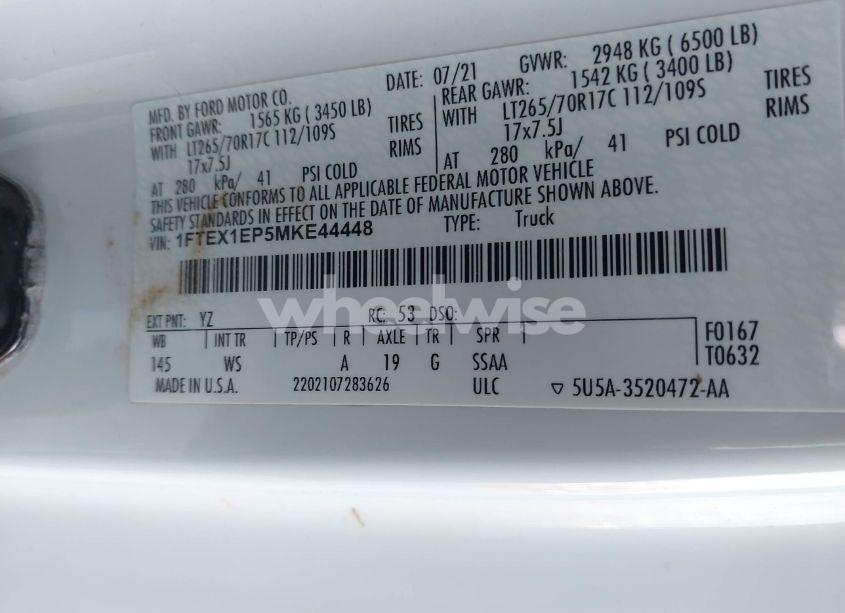 MFD. BY FORD MOTOR CO.
DATE: 07/21 GVWR: 2948 KG ( 6500 LB)
FRONT GAWR: 1565 KG ( 3450 LB)
REAR GAWR: 1542 KG ( 3400 LB)
WITH LT265/70R17C 112/109S TIRES
WITH LT265/70R17C 112/109S TIRES
17x7.5J RIMS
17x7.5J RIMS
AT 280 kPa/ 41 PSI COLD
AT 280 kPa/ 41 PSI COLD
THIS VEHICLE CONFORMS TO ALL APPLICABLE FEDERAL MOTOR VEHICLE
SAFETY STANDARDS IN EFFECT ON THE DATE OF MANUFACTURE SHOWN ABOVE.
VIN: 1FTEX1EP5MKE44448 TYPE: Truck
wheelwise
EXT PNT: YZ RC: 53 DSO:
WB INT TR TP/PS R AXLE TR SPR F0167
145 WS A 19 G SSAA T0632
MADE IN U.S.A. 2202107283626 ULC 5U5A-3520472-AA